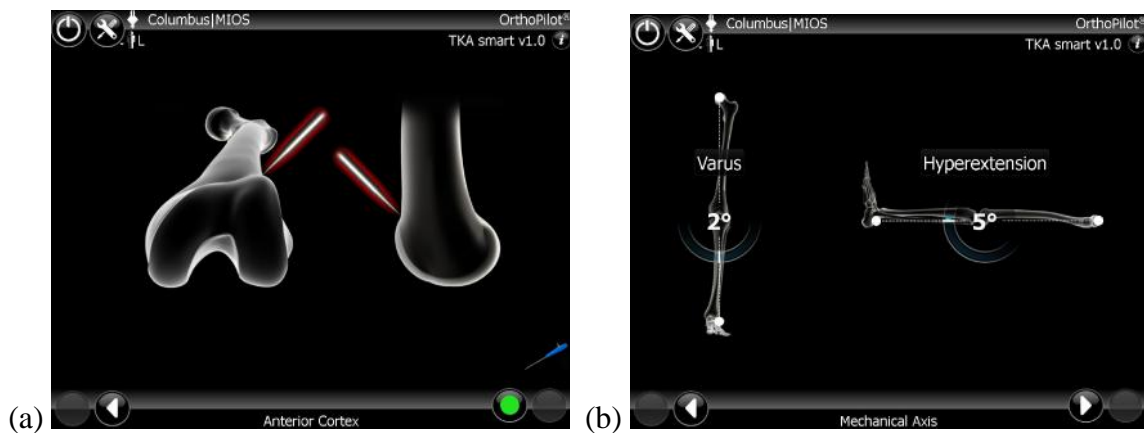 Columbus|MIOS
OrthoPilot®
L
TKA smart v1.0 i
(a)
Anterior Cortex
Columbus|MIOS
OrthoPilot®
L
TKA smart v1.0 i
Varus
Hyperextension
2°
5°
(b)
Mechanical Axis